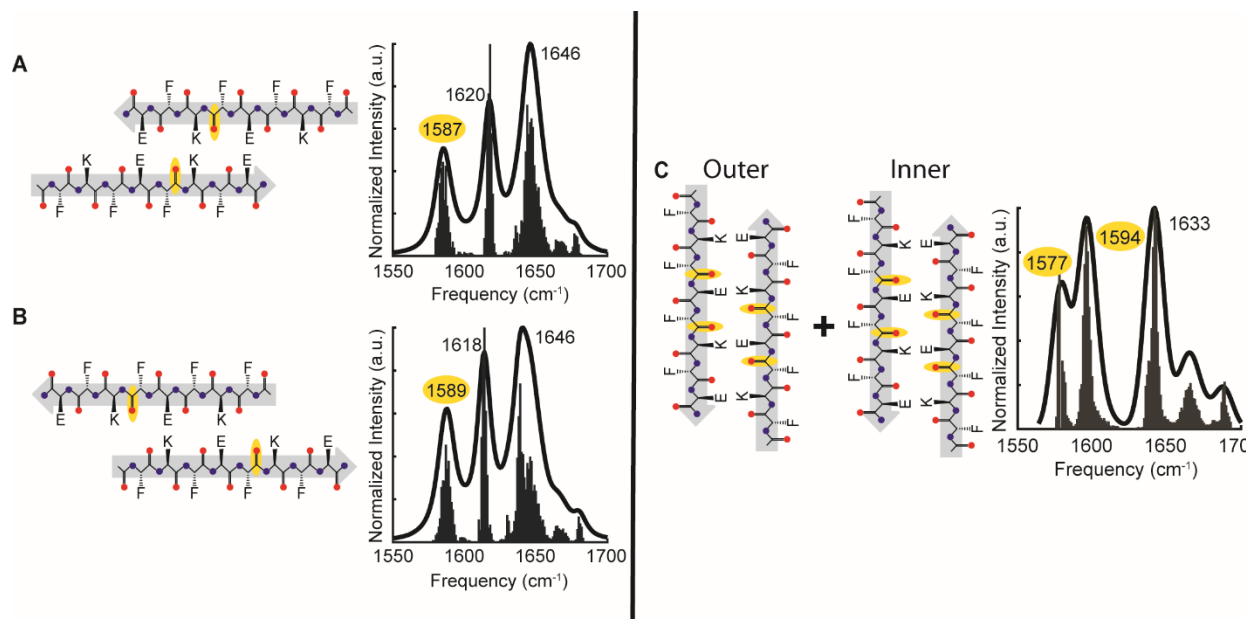 A
F F F F
E K E K
K E K E
F F F F
Normalized Intensity (a.u.)
1587
1620
1646
1550 1600 1650 1700
Frequency (cm⁻¹)
B
F F F F
E K E K
K E K E
F F F F
Normalized Intensity (a.u.)
1589
1618
1646
1550 1600 1650 1700
Frequency (cm⁻¹)
C
Outer
F F F F
K E K E
E K E K
F F F F
+
Inner
F F F F
K E K E
E K E K
F F F F
Normalized Intensity (a.u.)
1577
1594
1633
1550 1600 1650 170
Frequency (cm⁻¹)